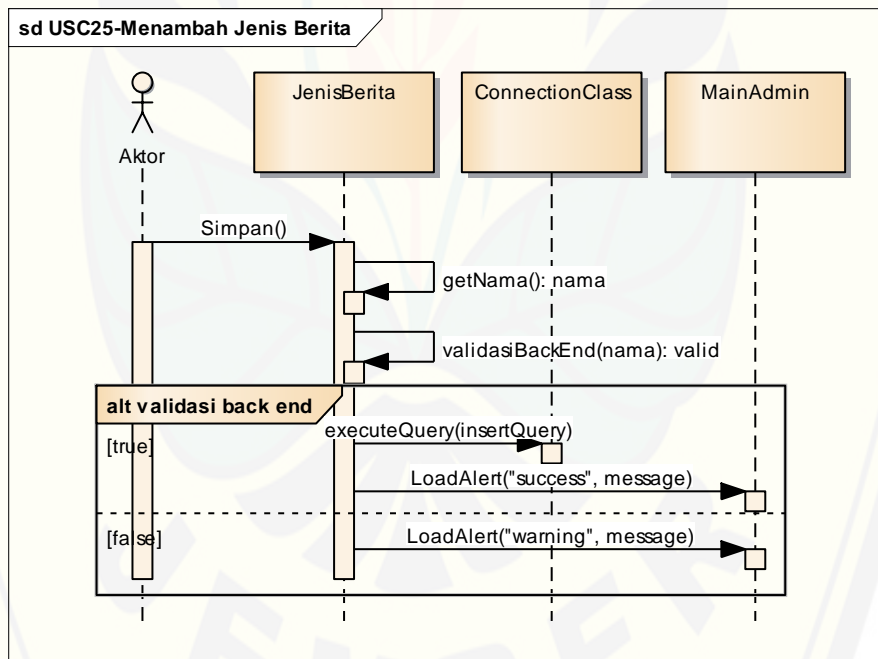 sd USC25-Menambah Jenis Berita
Aktor
JenisBerita
ConnectionClass
MainAdmin
Simpan()
getNama(): nama
validasiBackEnd(nama): valid
alt validasi back end
[true]
executeQuery(insertQuery)
LoadAlert("success", message)
[false]
LoadAlert("warning", message)